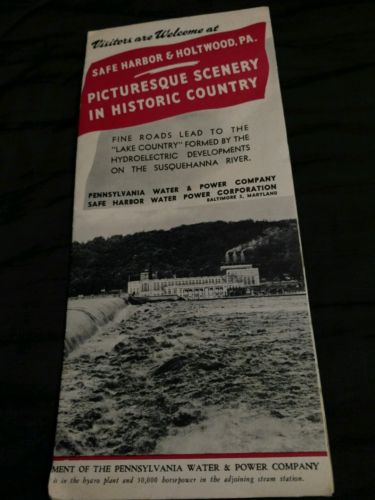 Visitors are Welcome at
SAFE HARBOR & HOLTWOOD, PA.
PICTURESQUE SCENERY
IN HISTORIC COUNTRY
FINE ROADS LEAD TO THE
"LAKE COUNTRY" FORMED BY THE
HYDROELECTRIC DEVELOPMENTS
ON THE SUSQUEHANNA RIVER.
PENNSYLVANIA WATER & POWER COMPANY
SAFE HARBOR WATER POWER CORPORATION
BALTIMORE 3, MARYLAND
MENT OF THE PENNSYLVANIA WATER & POWER COMPANY
is in the hydro plant and 30,000 horsepower in the adjoining steam station.